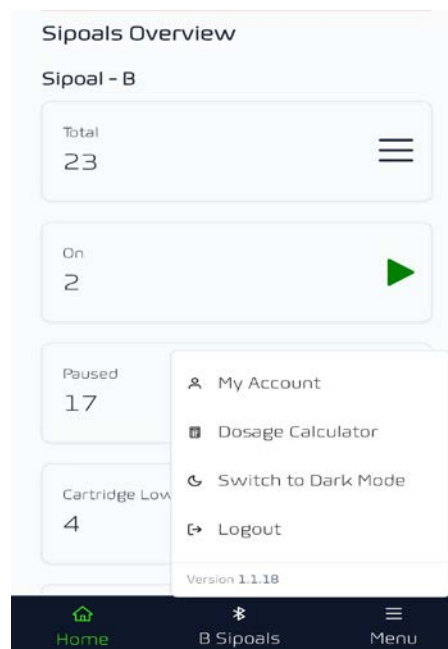 Sipoals Overview
Sipoal - B
Total
23
On
2
Paused
17
Cartridge Low
4
My Account
Dosage Calculator
Switch to Dark Mode
Logout
Version 1.1.18
Home
B Sipoals
Menu